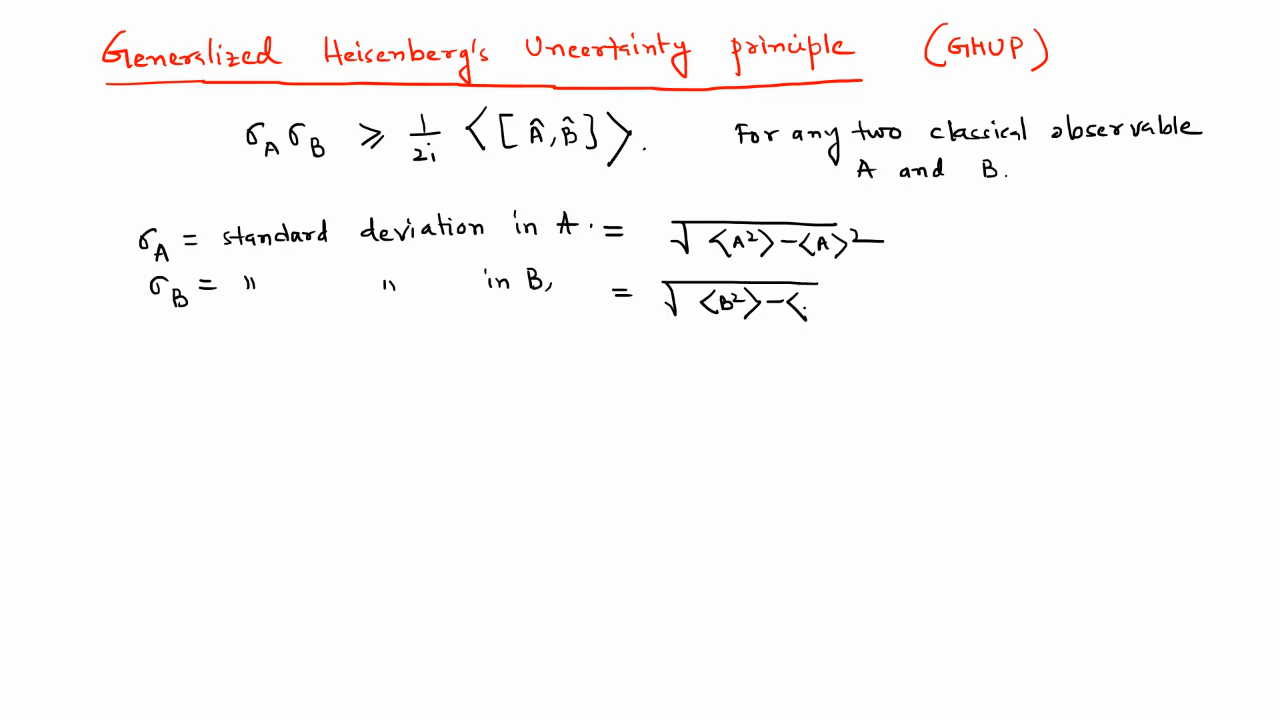 Generalized Heisenberg's Uncertainty principle (GHUP)
σ_A σ_B ⩾ 1/2i ⟨[Â, B̂]⟩. For any two classical observable
A and B.
σ_A = standard deviation in A. = √⟨A²⟩-⟨A⟩²
σ_B = " " in B, = √⟨B²⟩-⟨